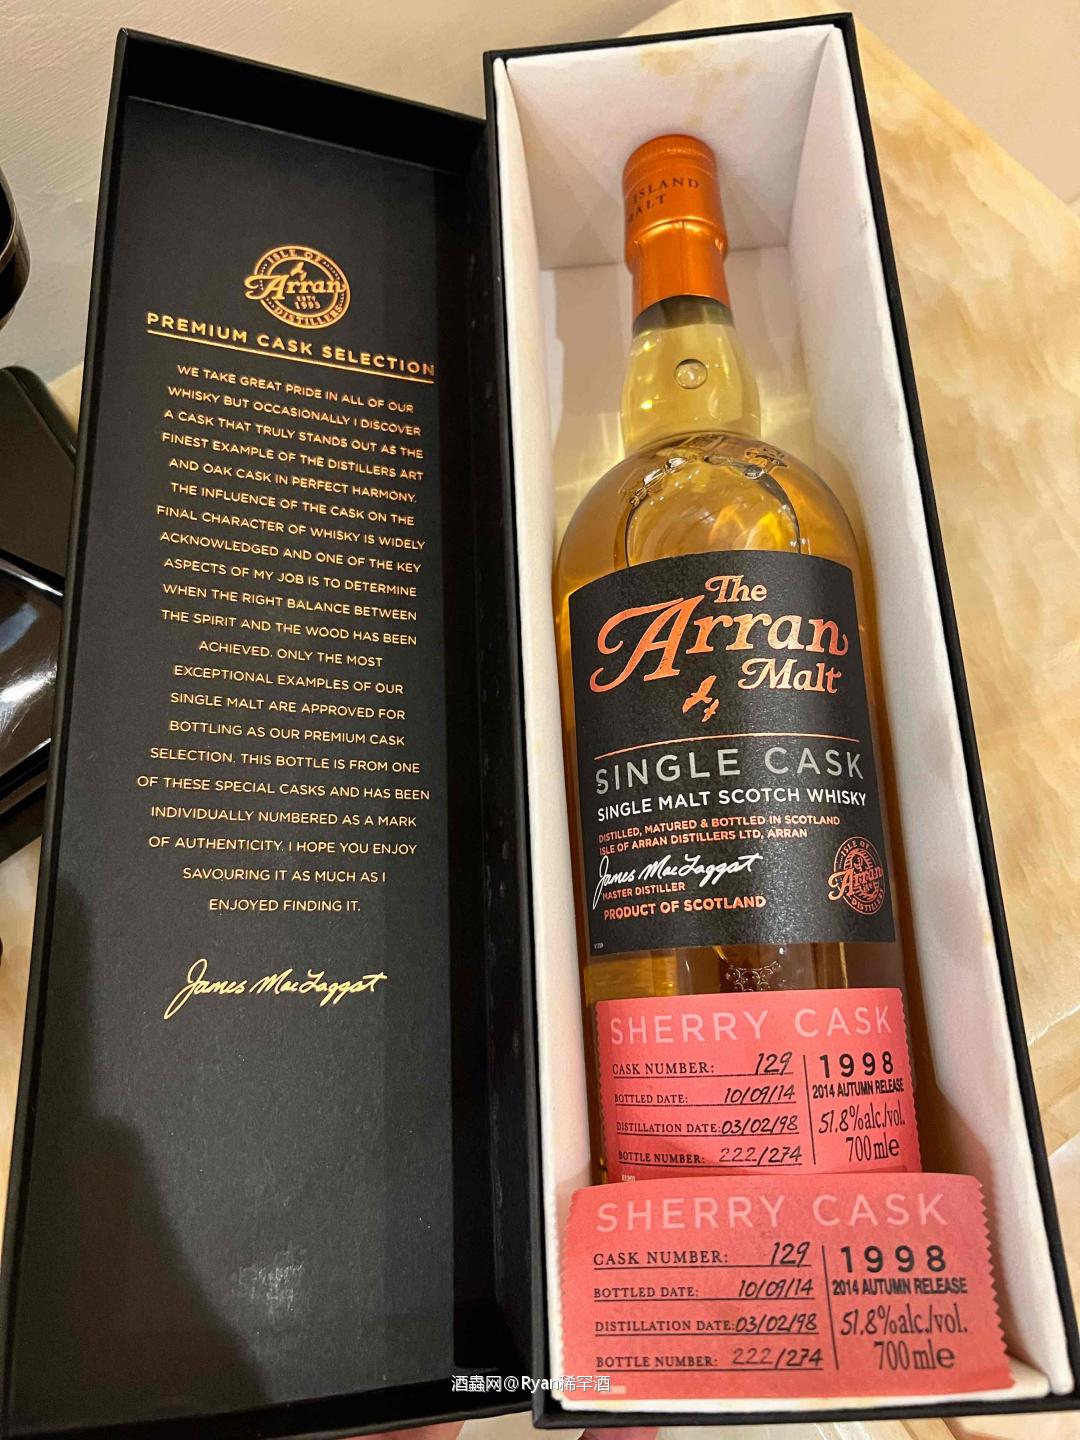 ISLE OF
Arran
ESTD
1995
DISTILLERS
PREMIUM CASK SELECTION
WE TAKE GREAT PRIDE IN ALL OF OUR
WHISKY BUT OCCASIONALLY I DISCOVER
A CASK THAT TRULY STANDS OUT AS THE
FINEST EXAMPLE OF THE DISTILLERS ART
AND OAK CASK IN PERFECT HARMONY.
THE INFLUENCE OF THE CASK ON THE
FINAL CHARACTER OF WHISKY IS WIDELY
ACKNOWLEDGED AND ONE OF THE KEY
ASPECTS OF MY JOB IS TO DETERMINE
WHEN THE RIGHT BALANCE BETWEEN
THE SPIRIT AND THE WOOD HAS BEEN
ACHIEVED. ONLY THE MOST
EXCEPTIONAL EXAMPLES OF OUR
SINGLE MALT ARE APPROVED FOR
BOTTLING AS OUR PREMIUM CASK
SELECTION. THIS BOTTLE IS FROM ONE
OF THESE SPECIAL CASKS AND HAS BEEN
INDIVIDUALLY NUMBERED AS A MARK
OF AUTHENTICITY. I HOPE YOU ENJOY
SAVOURING IT AS MUCH AS I
ENJOYED FINDING IT.
James MacTaggart
ISLAND
MALT
The
Arran
Malt
SINGLE CASK
SINGLE MALT SCOTCH WHISKY
DISTILLED, MATURED & BOTTLED IN SCOTLAND
ISLE OF ARRAN DISTILLERS LTD, ARRAN
James MacTaggart
MASTER DISTILLER
PRODUCT OF SCOTLAND
ISLE OF
Arran
DISTILLERS
SHERRY CASK
CASK NUMBER: 129
BOTTLED DATE: 10/09/14
DISTILLATION DATE: 03/02/98
BOTTLE NUMBER: 222/274
1998
2014 AUTUMN RELEASE
51.8%alc./vol.
700mle
SHERRY CASK
CASK NUMBER: 129
BOTTLED DATE: 10/09/14
DISTILLATION DATE: 03/02/98
BOTTLE NUMBER: 222/274
1998
2014 AUTUMN RELEASE
51.8%alc./vol.
700mle
酒蟲网@Ryan稀罕酒